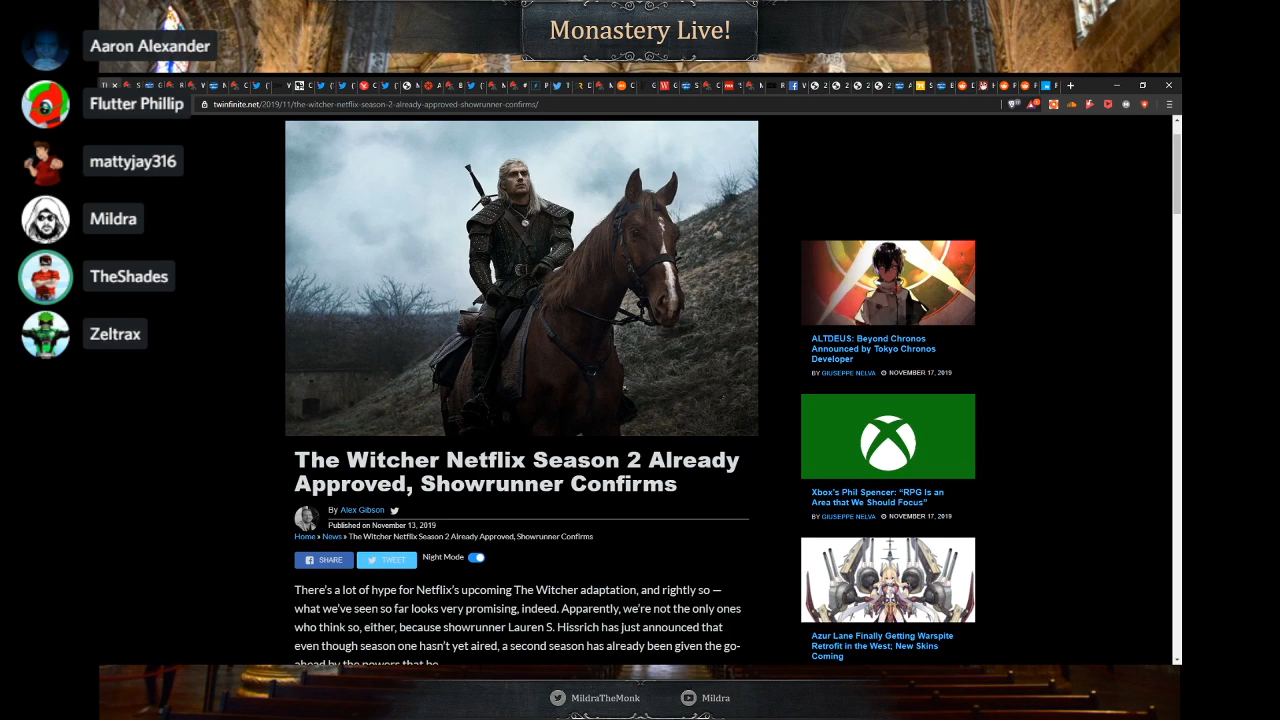 Monastery Live!
Aaron Alexander
Flutter Phillip
mattyjay316
Mildra
TheShades
Zeltrax
twinfinite.net/2019/11/the-witcher-netflix-season-2-already-approved-showrunner-confirms/
The Witcher Netflix Season 2 Already
Approved, Showrunner Confirms
By Alex Gibson
Published on November 13, 2019
Home » News » The Witcher Netflix Season 2 Already Approved, Showrunner Confirms
SHARE
TWEET
Night Mode
There's a lot of hype for Netflix's upcoming The Witcher adaptation, and rightly so —
what we've seen so far looks very promising, indeed. Apparently, we're not the only ones
who think so, either, because showrunner Lauren S. Hissrich has just announced that
even though season one hasn't yet aired, a second season has already been given the go-
ahead by the powers that be
ALTDEUS: Beyond Chronos
Announced by Tokyo Chronos
Developer
BY GIUSEPPE NELVA NOVEMBER 17, 2019
Xbox's Phil Spencer: “RPG Is an
Area that We Should Focus”
BY GIUSEPPE NELVA NOVEMBER 17, 2019
Azur Lane Finally Getting Warspite
Retrofit in the West; New Skins
Coming
MildraTheMonk
Mildra